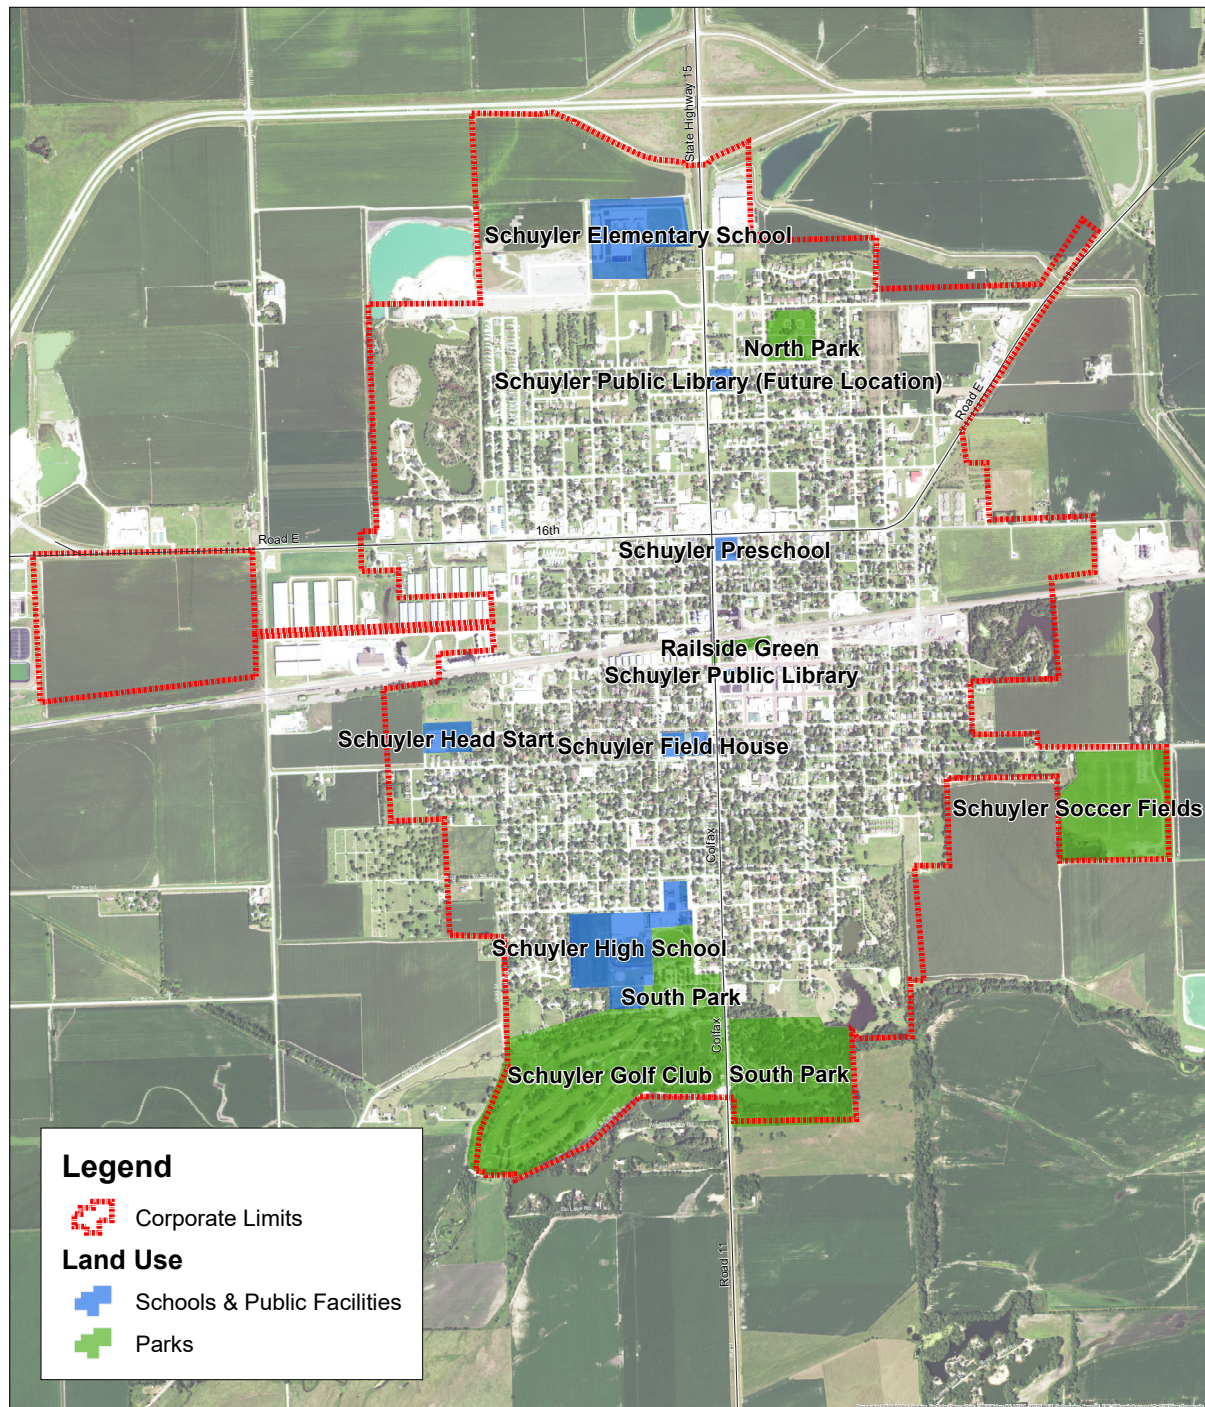 State Highway 15
Rd 12
Schuyler Elementary School
North Park
Schuyler Public Library (Future Location)
Road E
16th
Road E
Schuyler Preschool
Railside Green
Schuyler Public Library
Schuyler Head Start
Schuyler Field House
Schuyler Soccer Fields
Colfax
Schuyler High School
South Park
Colfax
Schuyler Golf Club
South Park
Road 11
Legend
Corporate Limits
Land Use
Schools & Public Facilities
Parks